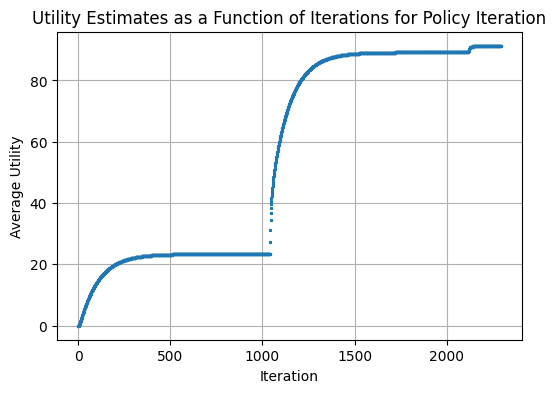 Utility Estimates as a Function of Iterations for Policy Iteration
Average Utility
80
60
40
20
0
0 500 1000 1500 2000
Iteration